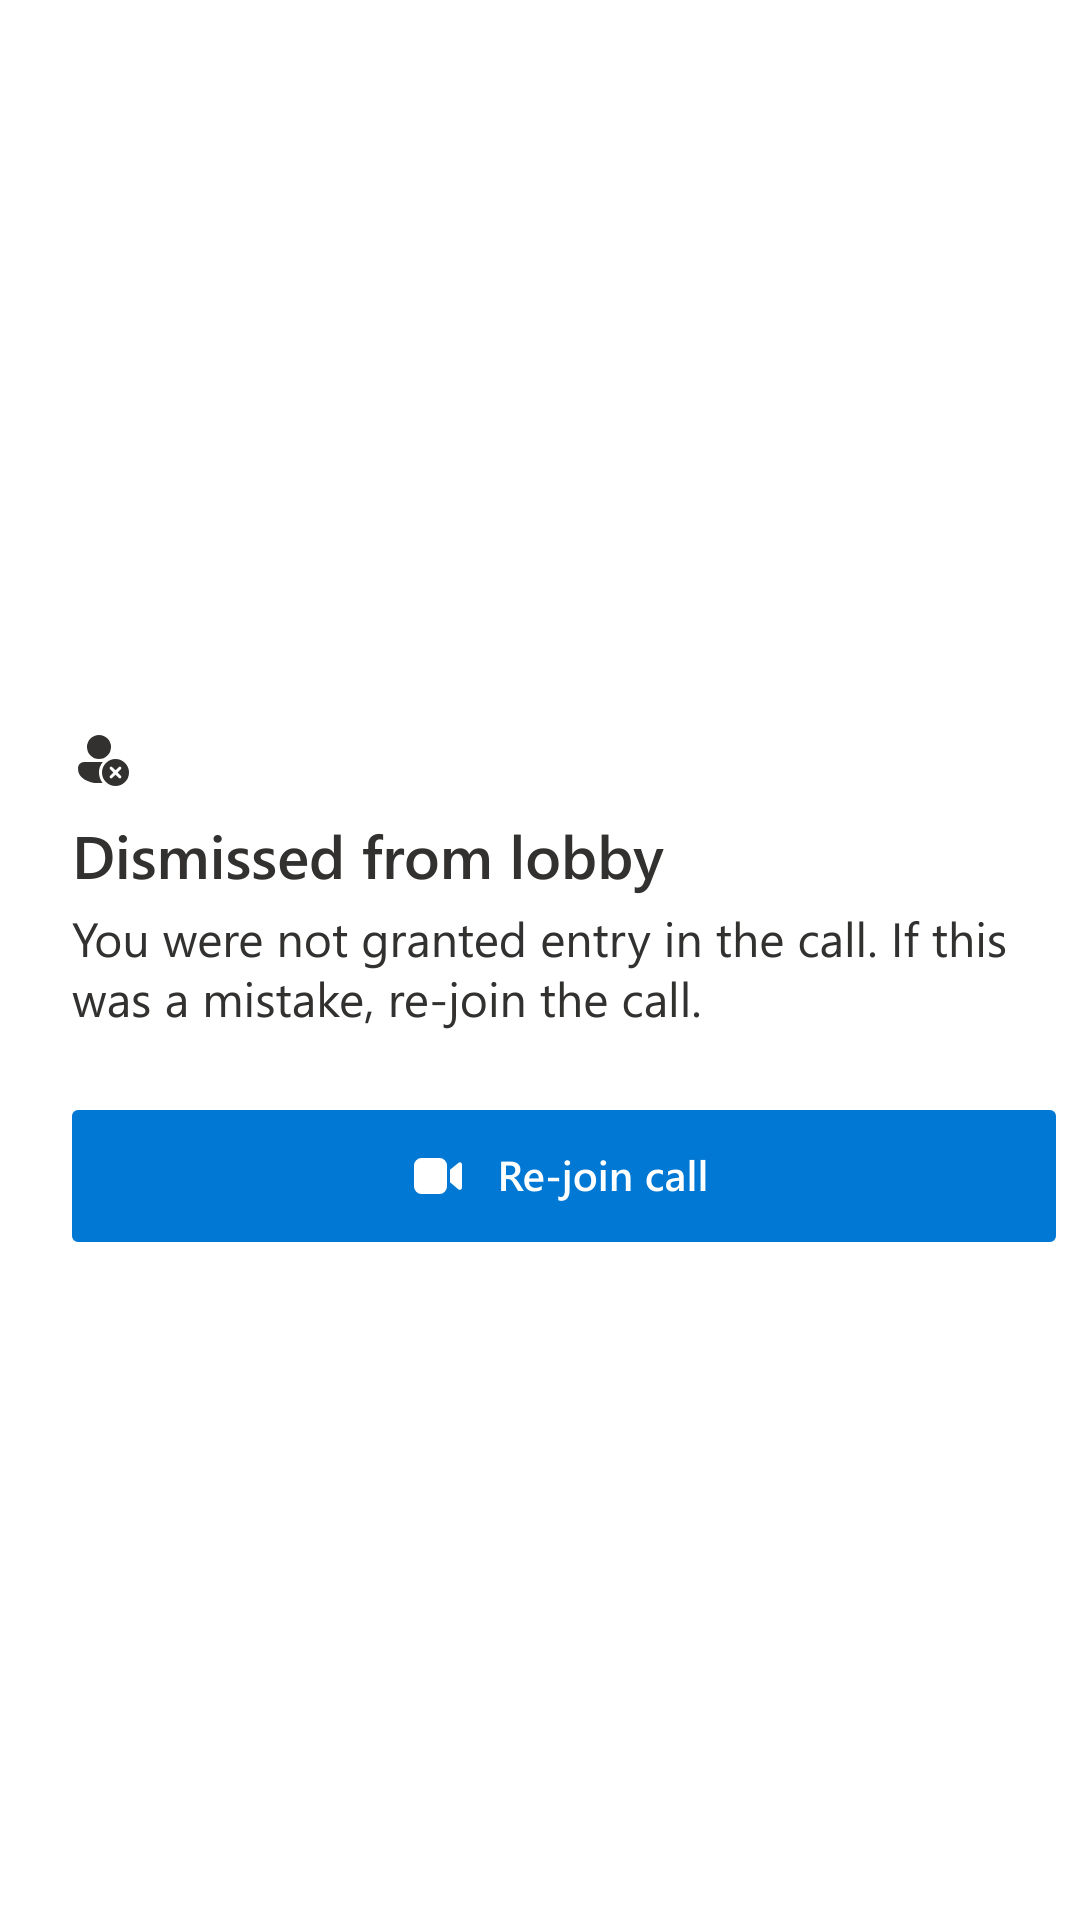 Dismissed from lobby
You were not granted entry in the call. If this
was a mistake, re-join the call.
Re-join call